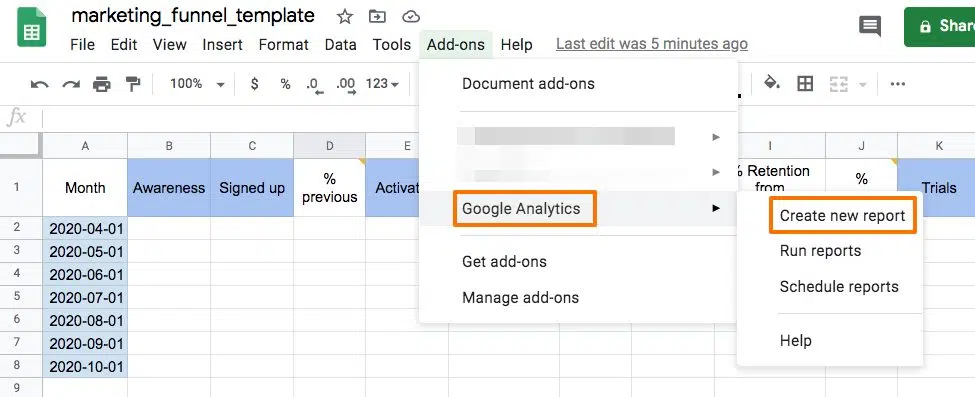 marketing_funnel_template
File Edit View Insert Format Data Tools Add-ons Help Last edit was 5 minutes ago
Share
100% $ % .0 .00 123
Document add-ons
fx
A B C D E I J K
1 Month Awareness Signed up % previous % Retention from % Trials
2 2020-04-01
3 2020-05-01
4 2020-06-01
5 2020-07-01
6 2020-08-01
7 2020-09-01
8 2020-10-01
9
Google Analytics
Get add-ons
Manage add-ons
Create new report
Run reports
Schedule reports
Help